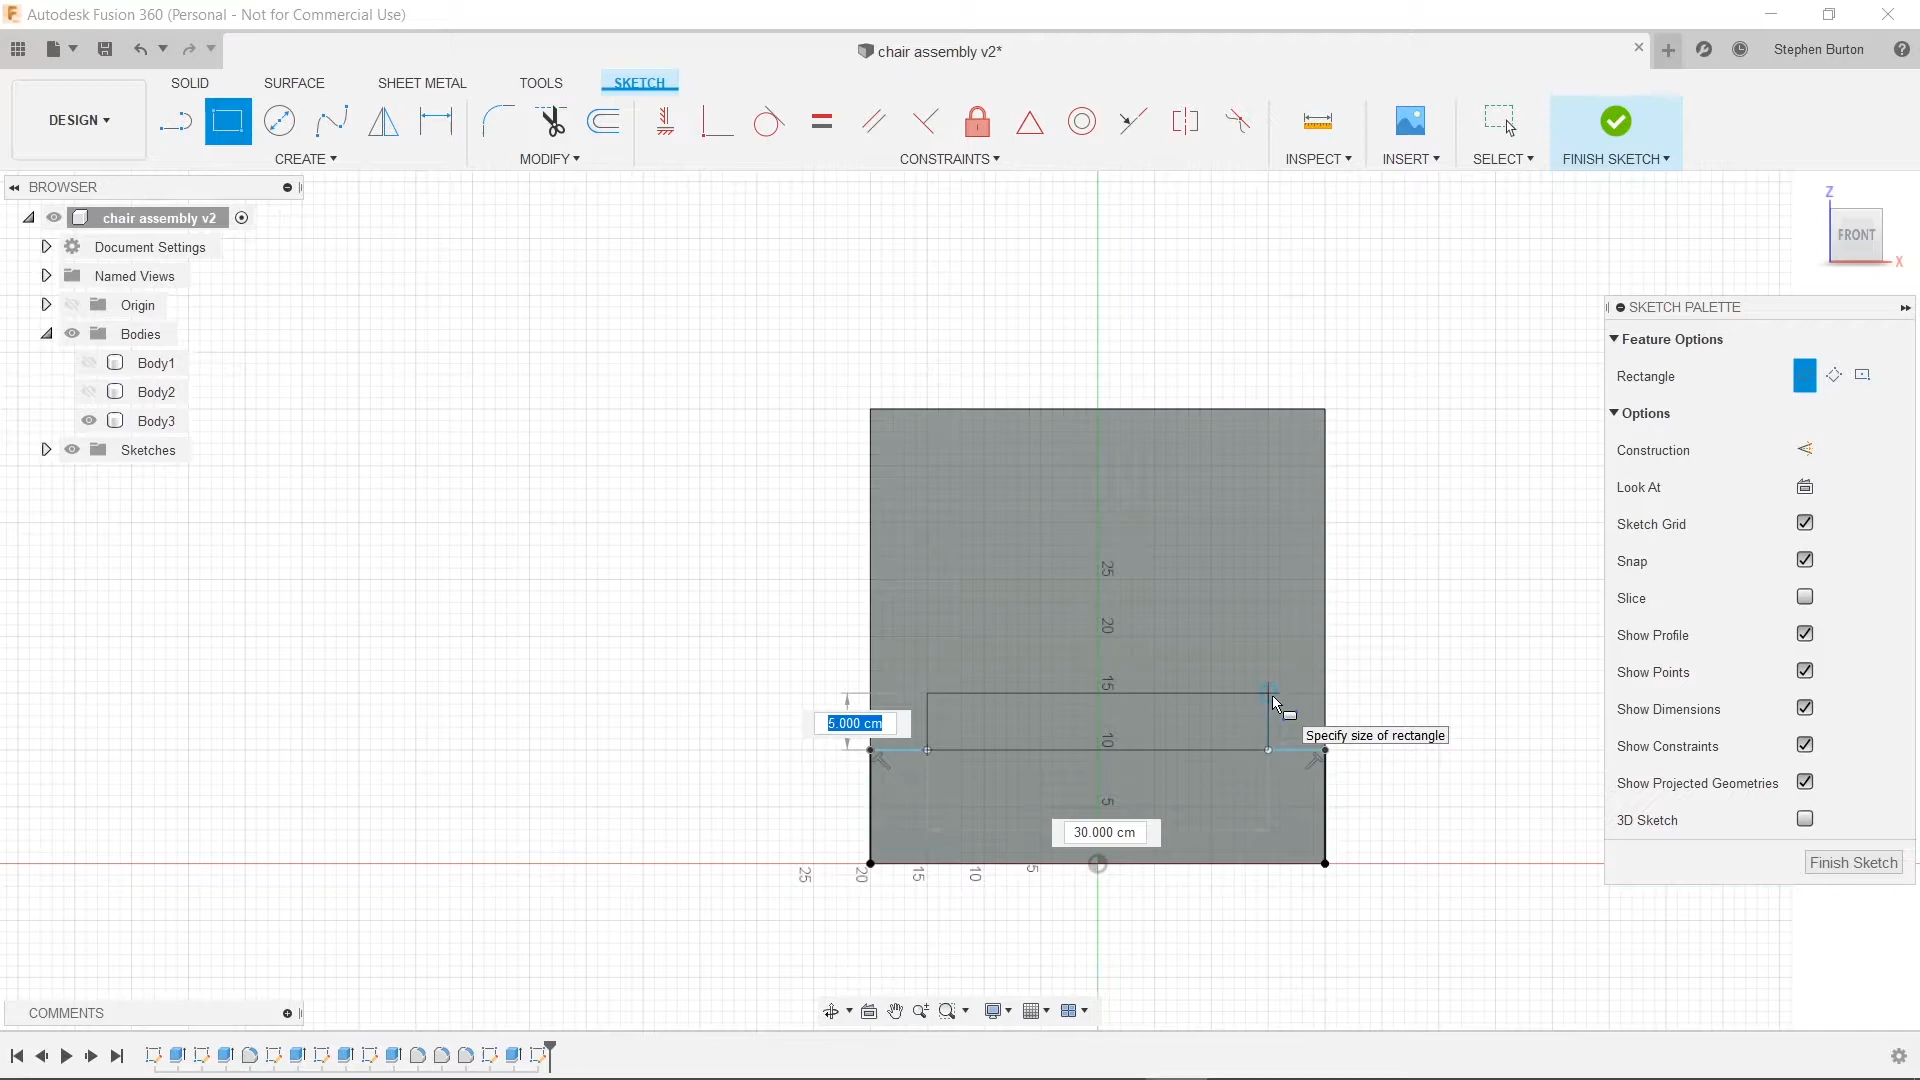 Autodesk Fusion 360 (Personal - Not for Commercial Use)
chair assembly v2*
Stephen Burton
SOLID
SURFACE
SHEET METAL
TOOLS
SKETCH
DESIGN
CREATE
MODIFY
CONSTRAINTS
INSPECT
INSERT
SELECT
FINISH SKETCH
BROWSER
chair assembly v2
Document Settings
Named Views
Origin
Bodies
Body1
Body2
Body3
Sketches
Z
FRONT
X
SKETCH PALETTE
Feature Options
Rectangle
Options
Construction
Look At
Sketch Grid
Snap
Slice
Show Profile
Show Points
Show Dimensions
Show Constraints
Show Projected Geometries
3D Sketch
Finish Sketch
25
20
15
10
5
5.000 cm
Specify size of rectangle
30.000 cm
25
20
15
10
5
COMMENTS